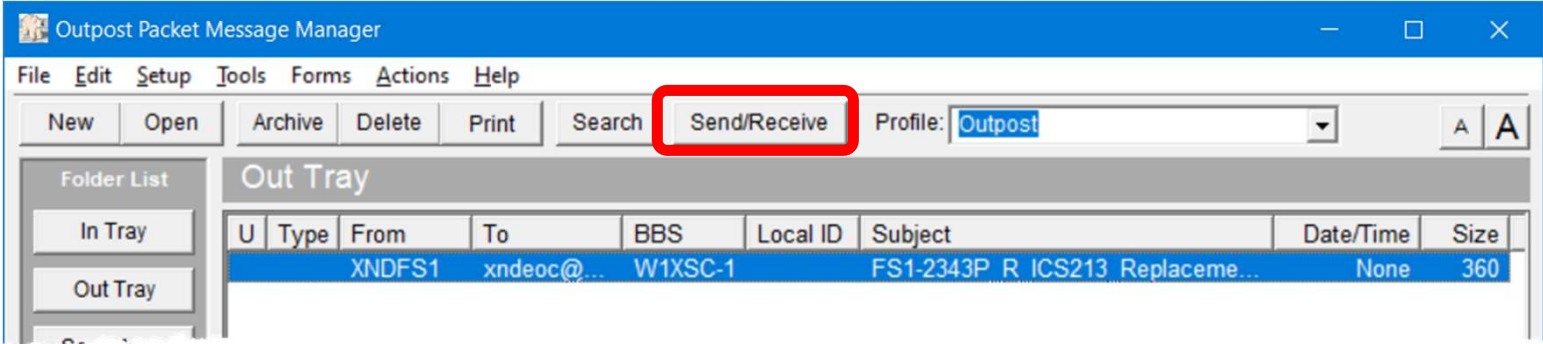 Outpost Packet Message Manager
File Edit Setup Tools Forms Actions Help
New Open Archive Delete Print Search Send/Receive Profile: Outpost A A
Folder List Out Tray
In Tray U Type From To BBS Local ID Subject Date/Time Size
XNDFS1 xndeoc@... W1XSC-1 FS1-2343P_R_ICS213_Replaceme... None 360
Out Tray